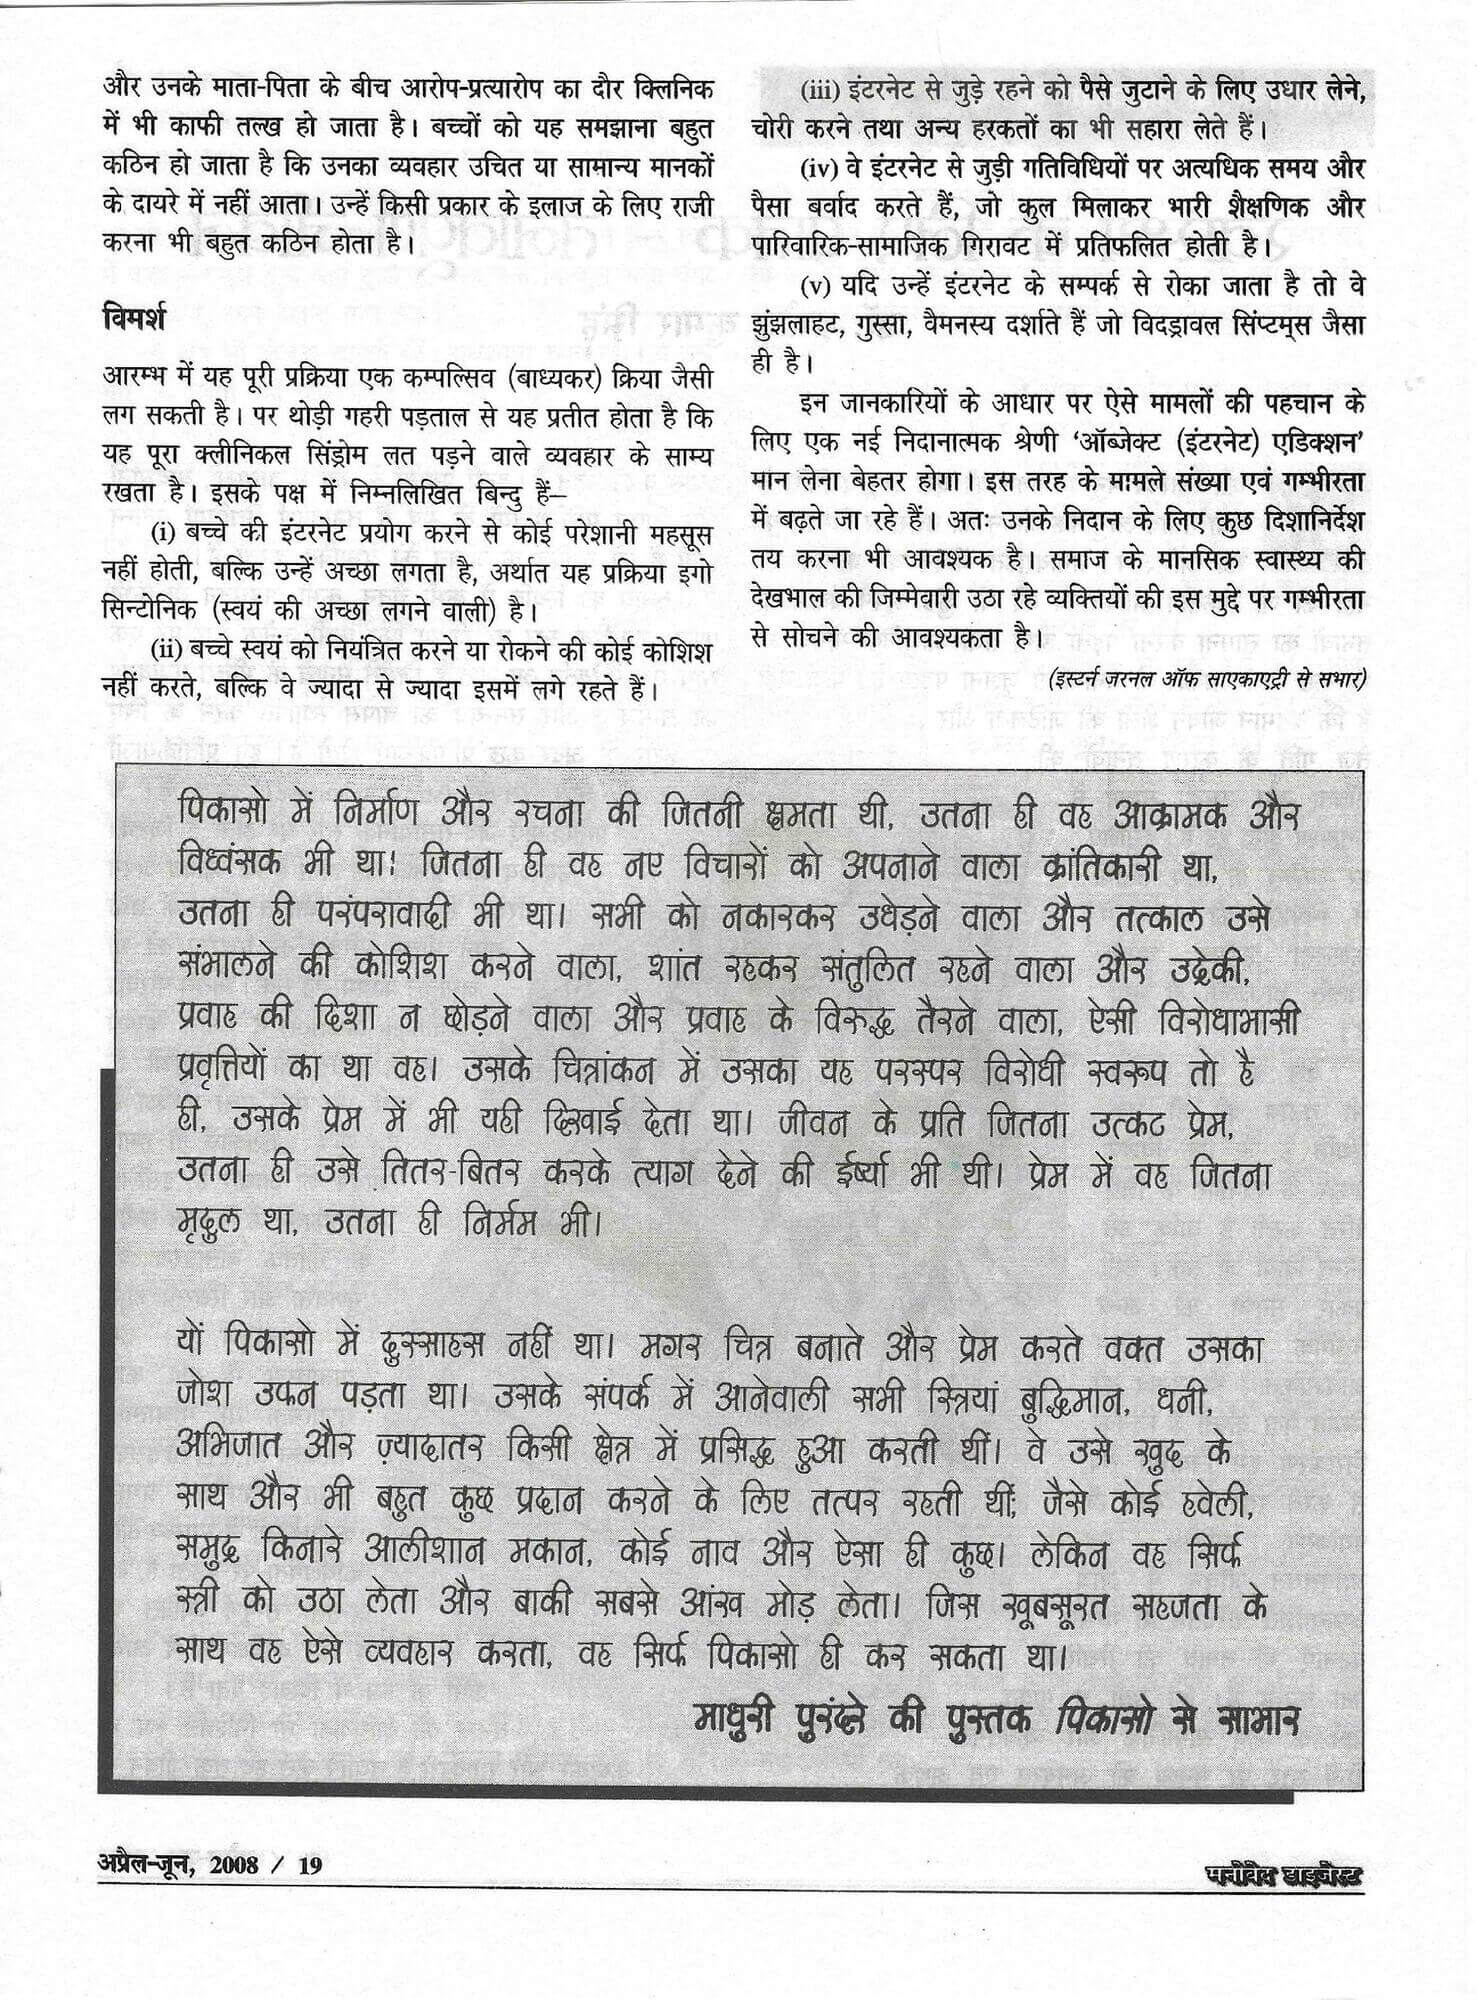 और उनके माता-पिता के बीच आरोप-प्रत्यारोप का दौर क्लिनिक
में भी काफी तल्ख हो जाता है। बच्चों को यह समझाना बहुत
कठिन हो जाता है कि उनका व्यवहार उचित या सामान्य मानकों
के दायरे में नहीं आता। उन्हें किसी प्रकार के इलाज के लिए राजी
करना भी बहुत कठिन होता है।
विमर्श
आरम्भ में यह पूरी प्रक्रिया एक कम्पल्सिव (बाध्यकर) क्रिया जैसी
लग सकती है। पर थोड़ी गहरी पड़ताल से यह प्रतीत होता है कि
यह पूरा क्लीनिकल सिंड्रोम लत पड़ने वाले व्यवहार के साम्य
रखता है। इसके पक्ष में निम्नलिखित बिन्दु हैं–
(i) बच्चे की इंटरनेट प्रयोग करने से कोई परेशानी महसूस
नहीं होती, बल्कि उन्हें अच्छा लगता है, अर्थात यह प्रक्रिया इगो
सिन्टोनिक (स्वयं की अच्छा लगने वाली) है।
(ii) बच्चे स्वयं को नियंत्रित करने या रोकने की कोई कोशिश
नहीं करते, बल्कि वे ज्यादा से ज्यादा इसमें लगे रहते हैं।
(iii) इंटरनेट से जुड़े रहने को पैसे जुटाने के लिए उधार लेने,
चोरी करने तथा अन्य हरकतों का भी सहारा लेते हैं।
(iv) वे इंटरनेट से जुड़ी गतिविधियों पर अत्यधिक समय और
पैसा बर्वाद करते हैं, जो कुल मिलाकर भारी शैक्षणिक और
पारिवारिक-सामाजिक गिरावट में प्रतिफलित होती है।
(v) यदि उन्हें इंटरनेट के सम्पर्क से रोका जाता है तो वे
झुंझलाहट, गुस्सा, वैमनस्य दर्शाते हैं जो विदड्रावल सिंप्टम्स जैसा
ही है।
इन जानकारियों के आधार पर ऐसे मामलों की पहचान के
लिए एक नई निदानात्मक श्रेणी ‘ऑब्जेक्ट (इंटरनेट) एडिक्शन’
मान लेना बेहतर होगा। इस तरह के मामले संख्या एवं गम्भीरता
में बढ़ते जा रहे हैं। अतः उनके निदान के लिए कुछ दिशानिर्देश
तय करना भी आवश्यक है। समाज के मानसिक स्वास्थ्य की
देखभाल की जिम्मेवारी उठा रहे व्यक्तियों की इस मुद्दे पर गम्भीरता
से सोचने की आवश्यकता है।
(इस्टर्न ज़रनल ऑफ साएकाएट्री से सभार)
पिकासो में निर्माण और रचना की जितनी क्षमता थी, उतना ही वह आक्रामक और
विध्वंसक भी था! जितना ही वह नए विचारों को अपनाने वाला क्रांतिकारी था,
उतना ही परंपरावादी भी था। सभी को नकारकर उधेड़ने वाला और तत्काल उसे
संभालने की कोशिश करने वाला, शांत रहकर संतुलित रहने वाला और उद्रेकी,
प्रवाह की दिशा न छोड़ने वाला और प्रवाह के विरुद्ध तैरने वाला, ऐसी विरोधाभासी
प्रवृत्तियों का था वह। उसके चित्रांकन में उसका यह परस्पर विरोधी स्वरूप तो है
ही, उसके प्रेम में भी यही दिखाई देता था। जीवन के प्रति जितना उत्कट प्रेम,
उतना ही उसे तितर-बितर करके त्याग देने की ईर्ष्या भी थी। प्रेम में वह जितना
मृदुल था, उतना ही निर्मम भी।
यों पिकासो में दुस्साहस नहीं था। मगर चित्र बनाते और प्रेम करते वक्त उसका
जोश उफन पड़ता था। उसके संपर्क में आनेवाली सभी स्त्रियां बुद्धिमान, धनी,
अभिजात और ज़्यादातर किसी क्षेत्र में प्रसिद्ध हुआ करती थीं। वे उसे खुद के
साथ और भी बहुत कुछ प्रदान करने के लिए तत्पर रहती थीं; जैसे कोई हवेली,
समुद्र किनारे आलीशान मकान, कोई नाव और ऐसा ही कुछ। लेकिन वह सिर्फ
स्त्री को उठा लेता और बाकी सबसे आंख मोड़ लेता। जिस खूबसूरत सहजता के
साथ वह ऐसे व्यवहार करता, वह सिर्फ पिकासो ही कर सकता था।
माधुरी पुरंदरे की पुस्तक पिकासो से साभार
अप्रैल-जून, 2008 / 19
मनोवेद डाइजेस्ट